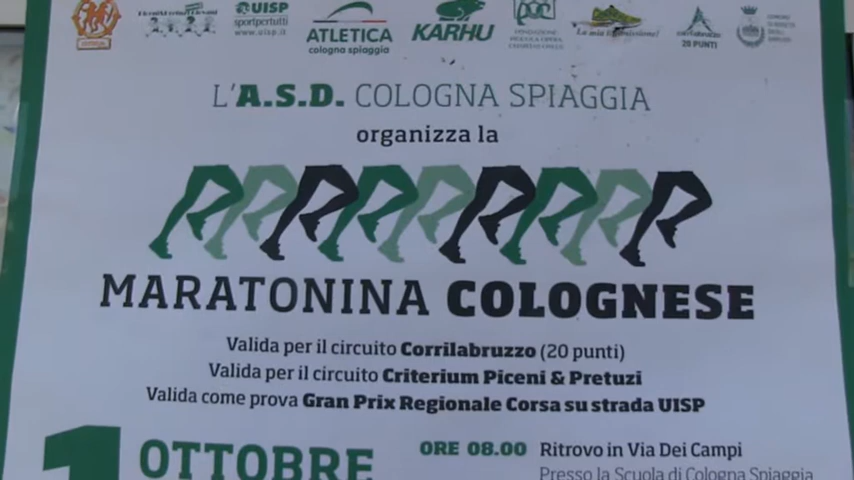 UISP
sportpertutti
www.uisp.it
ATLETICA
cologna spiaggia
KARHU
corrilabruzzo
20 PUNTI
L'A.S.D. COLOGNA SPIAGGIA
organizza la
MARATONINA COLOGNESE
Valida per il circuito Corrilabruzzo (20 punti)
Valida per il circuito Criterium Piceni & Pretuzi
Valida come prova Gran Prix Regionale Corsa su strada UISP
1 OTTOBRE
ORE 08.00 Ritrovo in Via Dei Campi
Presso la Scuola di Cologna Spiaggia